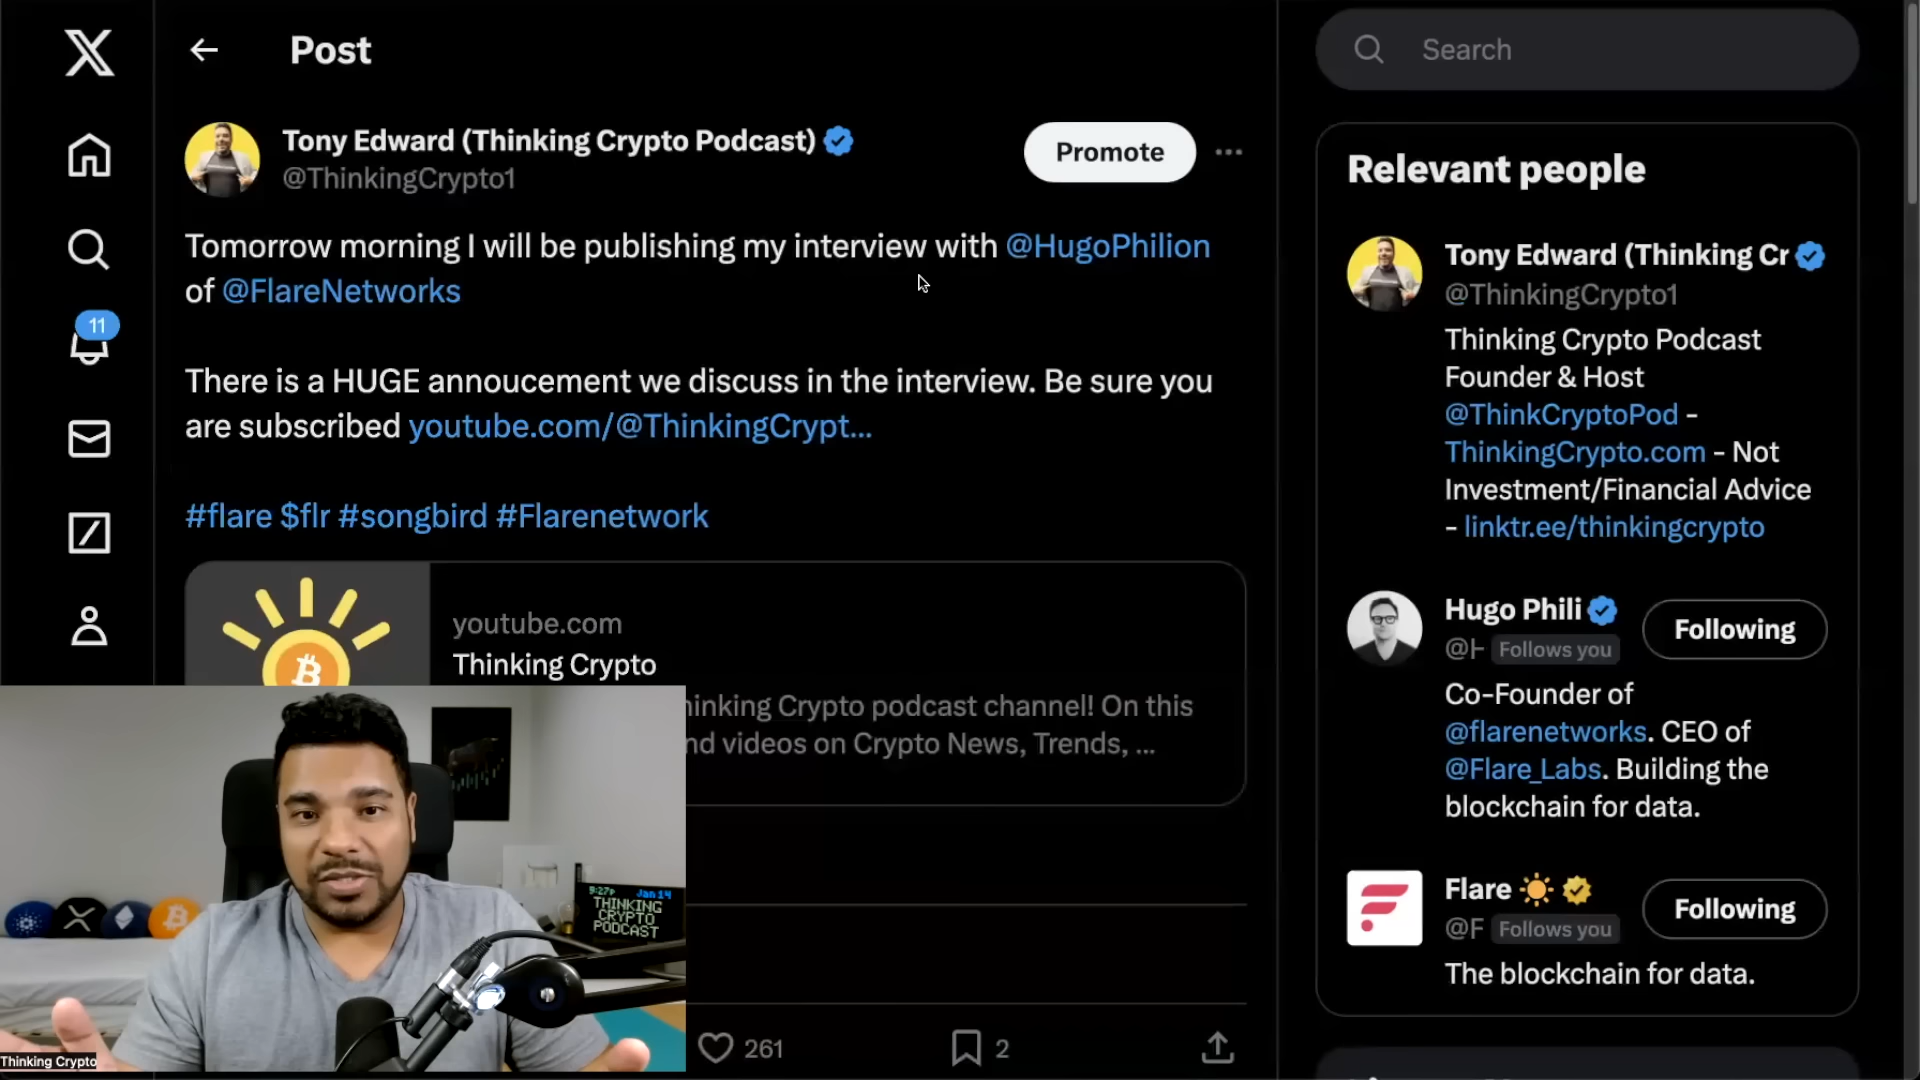 Post
Search
Tony Edward (Thinking Crypto Podcast)
@ThinkingCrypto1
Promote
Tomorrow morning I will be publishing my interview with @HugoPhilion
of @FlareNetworks
There is a HUGE annoucement we discuss in the interview. Be sure you
are subscribed youtube.com/@ThinkingCrypt...
#flare $flr #songbird #Flarenetwork
11
youtube.com
Thinking Crypto
hinking Crypto podcast channel! On this
nd videos on Crypto News, Trends, ...
261
2
Relevant people
Tony Edward (Thinking Cr
@ThinkingCrypto1
Thinking Crypto Podcast
Founder & Host
@ThinkCryptoPod -
ThinkingCrypto.com - Not
Investment/Financial Advice
- linktr.ee/thinkingcrypto
Hugo Phili
Following
@H Follows you
Co-Founder of
@flarenetworks. CEO of
@Flare_Labs. Building the
blockchain for data.
Flare
Following
@F Follows you
The blockchain for data.
9:27P Jan 14
THINKING
CRYPTO
PODCAST
Thinking Crypto